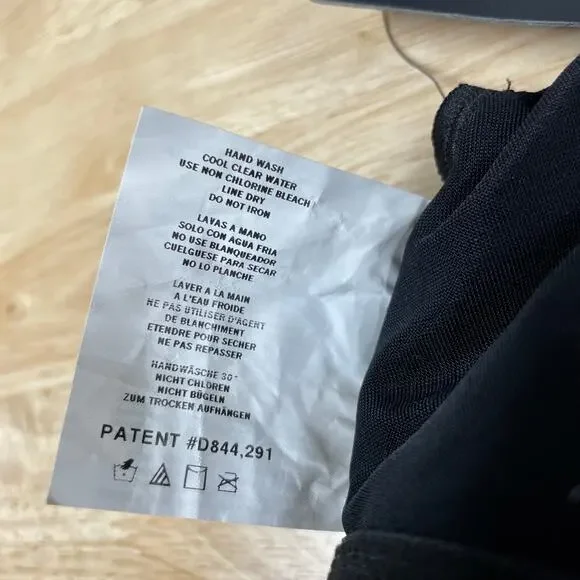 HAND WASH
COOL CLEAR WATER
USE NON CHLORINE BLEACH
LINE DRY
DO NOT IRON
LAVAS A MANO
SOLO CON AGUA FRIA
NO USE BLANQUEADOR
CUELGUESE PARA SECAR
NO LO PLANCHE
LAVER A LA MAIN
A L'EAU FROIDE
NE PAS UTILISER D'AGENT
DE BLANCHIMENT
ETENDRE POUR SECHER
NE PAS REPASSER
HANDWÄSCHE 30°
NICHT CHLOREN
NICHT BÜGELN
ZUM TROCKEN AUFHÄNGEN
PATENT #D844,291